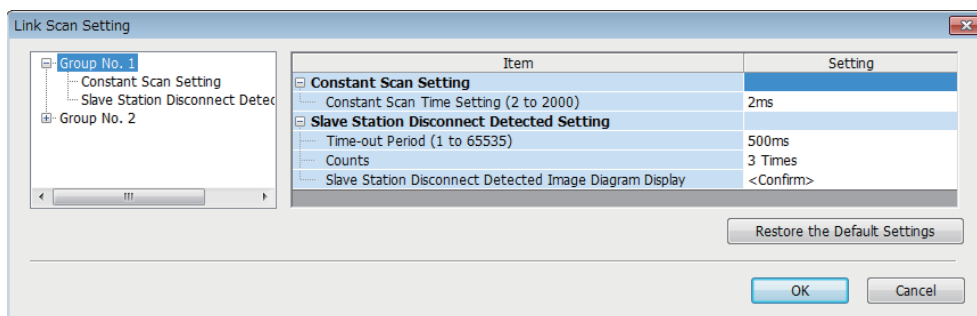 Link Scan Setting
Group No. 1
Constant Scan Setting
Slave Station Disconnect Detec
Group No. 2
Item Setting
Constant Scan Setting
Constant Scan Time Setting (2 to 2000) 2ms
Slave Station Disconnect Detected Setting
Time-out Period (1 to 65535) 500ms
Counts 3 Times
Slave Station Disconnect Detected Image Diagram Display <Confirm>
Restore the Default Settings
OK Cancel